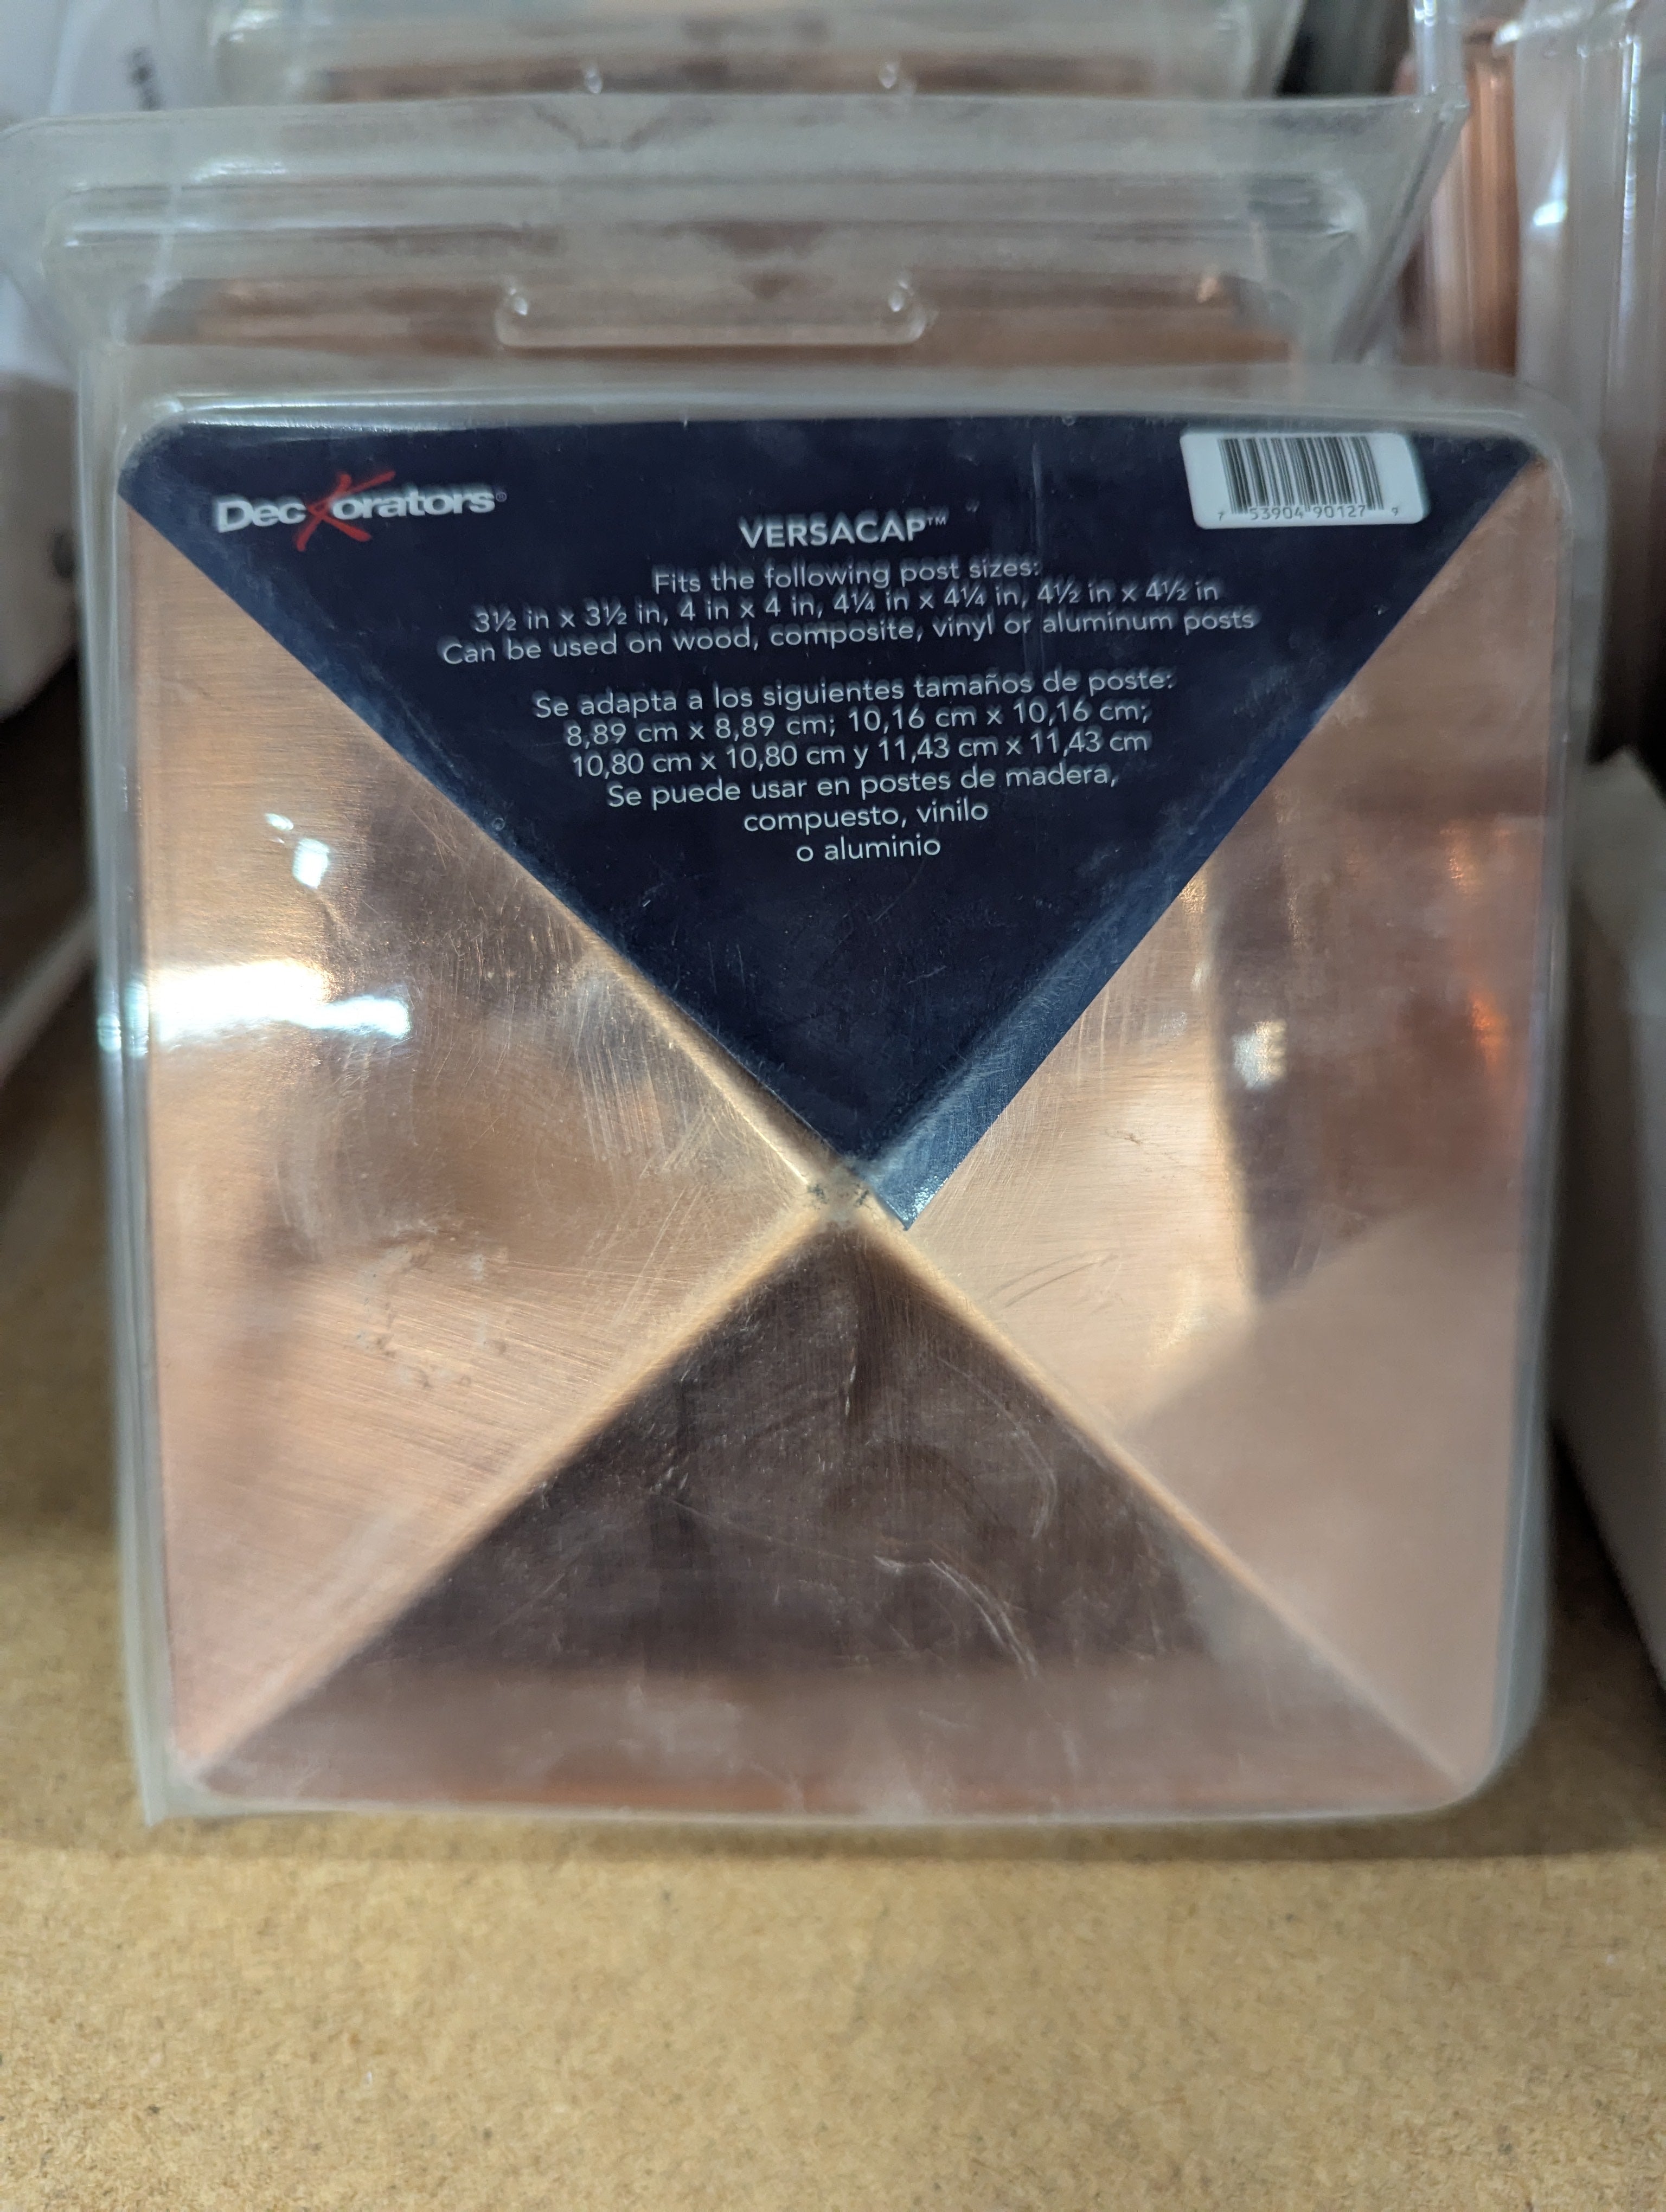 DecKorators®
7 53904 90127 9
VERSACAP™
Fits the following post sizes:
3½ in x 3½ in, 4 in x 4 in, 4¼ in x 4¼ in, 4½ in x 4½ in
Can be used on wood, composite, vinyl or aluminum posts
Se adapta a los siguientes tamaños de poste:
8,89 cm x 8,89 cm; 10,16 cm x 10,16 cm;
10,80 cm x 10,80 cm y 11,43 cm x 11,43 cm
Se puede usar en postes de madera,
compuesto, vinilo
o aluminio